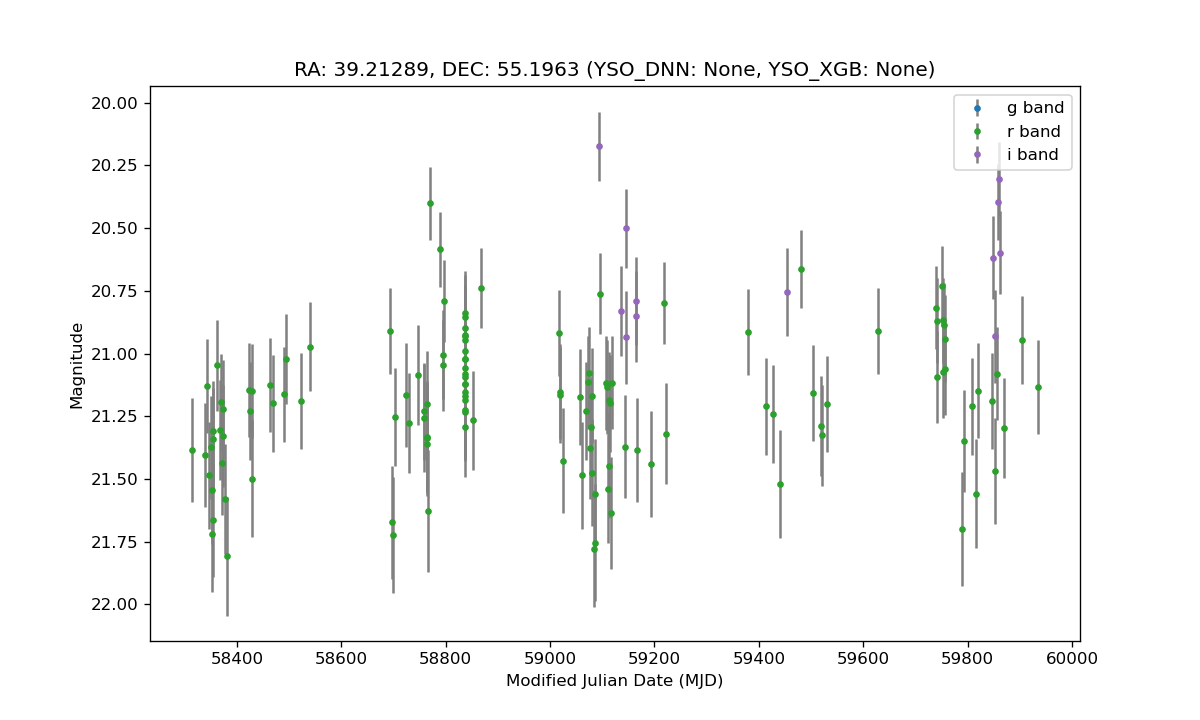 RA: 39.21289, DEC: 55.1963 (YSO_DNN: None, YSO_XGB: None)
g band
r band
i band
20.00
20.25
20.50
20.75
21.00
21.25
21.50
21.75
22.00
Magnitude
58400 58600 58800 59000 59200 59400 59600 59800 60000
Modified Julian Date (MJD)